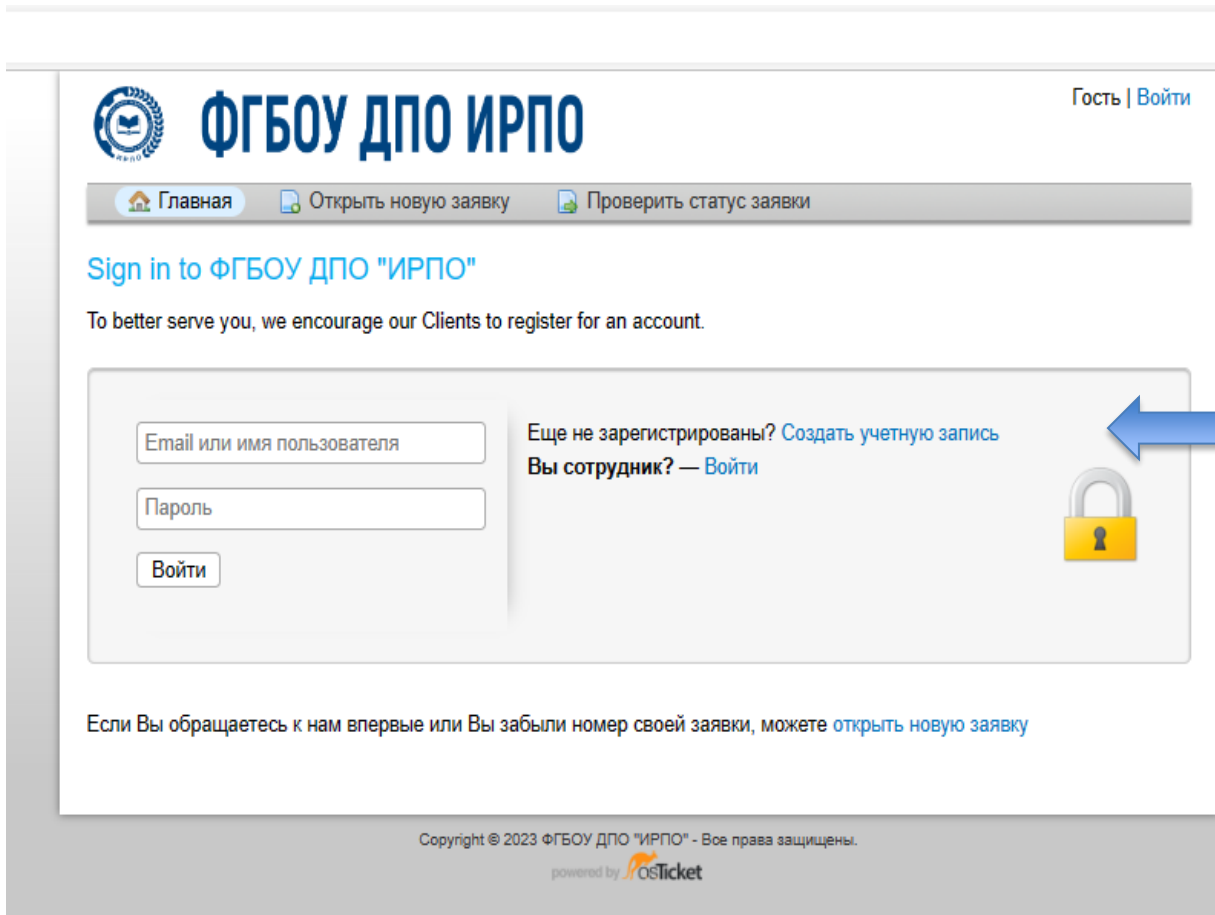 ФГБОУ ДПО ИРПО
Гость | Войти
ИРПО
Главная
Открыть новую заявку
Проверить статус заявки
Sign in to ФГБОУ ДПО "ИРПО"
To better serve you, we encourage our Clients to register for an account.
Email или имя пользователя
Пароль
Войти
Еще не зарегистрированы? Создать учетную запись
Вы сотрудник? — Войти
Если Вы обращаетесь к нам впервые или Вы забыли номер своей заявки, можете открыть новую заявку
Copyright © 2023 ФГБОУ ДПО "ИРПО" - Все права защищены.
powered by osTicket